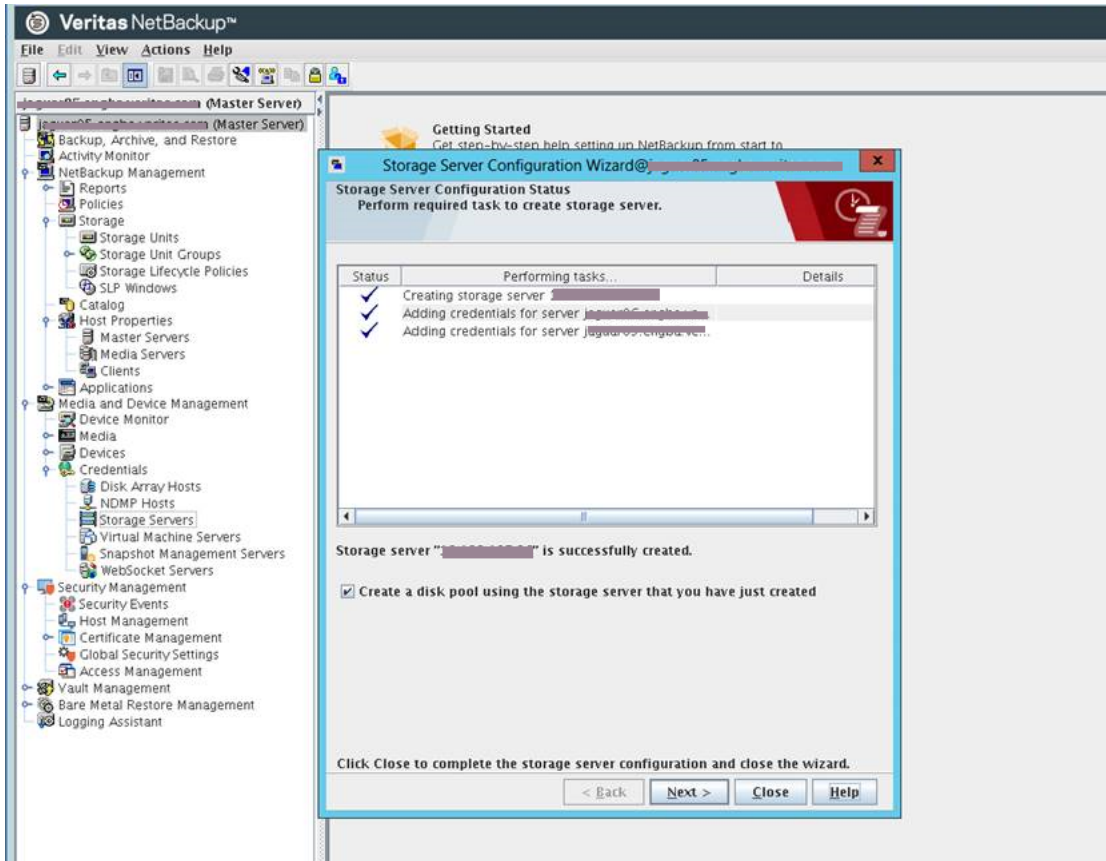 Veritas NetBackup™
File Edit View Actions Help
(Master Server)
(Master Server)
Backup, Archive, and Restore
Activity Monitor
NetBackup Management
Reports
Policies
Storage
Storage Units
Storage Unit Groups
Storage Lifecycle Policies
SLP Windows
Catalog
Host Properties
Master Servers
Media Servers
Clients
Applications
Media and Device Management
Device Monitor
Media
Devices
Credentials
Disk Array Hosts
NDMP Hosts
Storage Servers
Virtual Machine Servers
Snapshot Management Servers
WebSocket Servers
Security Management
Security Events
Host Management
Certificate Management
Global Security Settings
Access Management
Vault Management
Bare Metal Restore Management
Logging Assistant
Getting Started
Get step-by-step help setting up NetBackup from start to
Storage Server Configuration Wizard@
x
Storage Server Configuration Status
Perform required task to create storage server.
Status Performing tasks... Details
Creating storage server
Adding credentials for server
Adding credentials for server
Storage server " " is successfully created.
Create a disk pool using the storage server that you have just created
Click Close to complete the storage server configuration and close the wizard.
< Back Next > Close Help